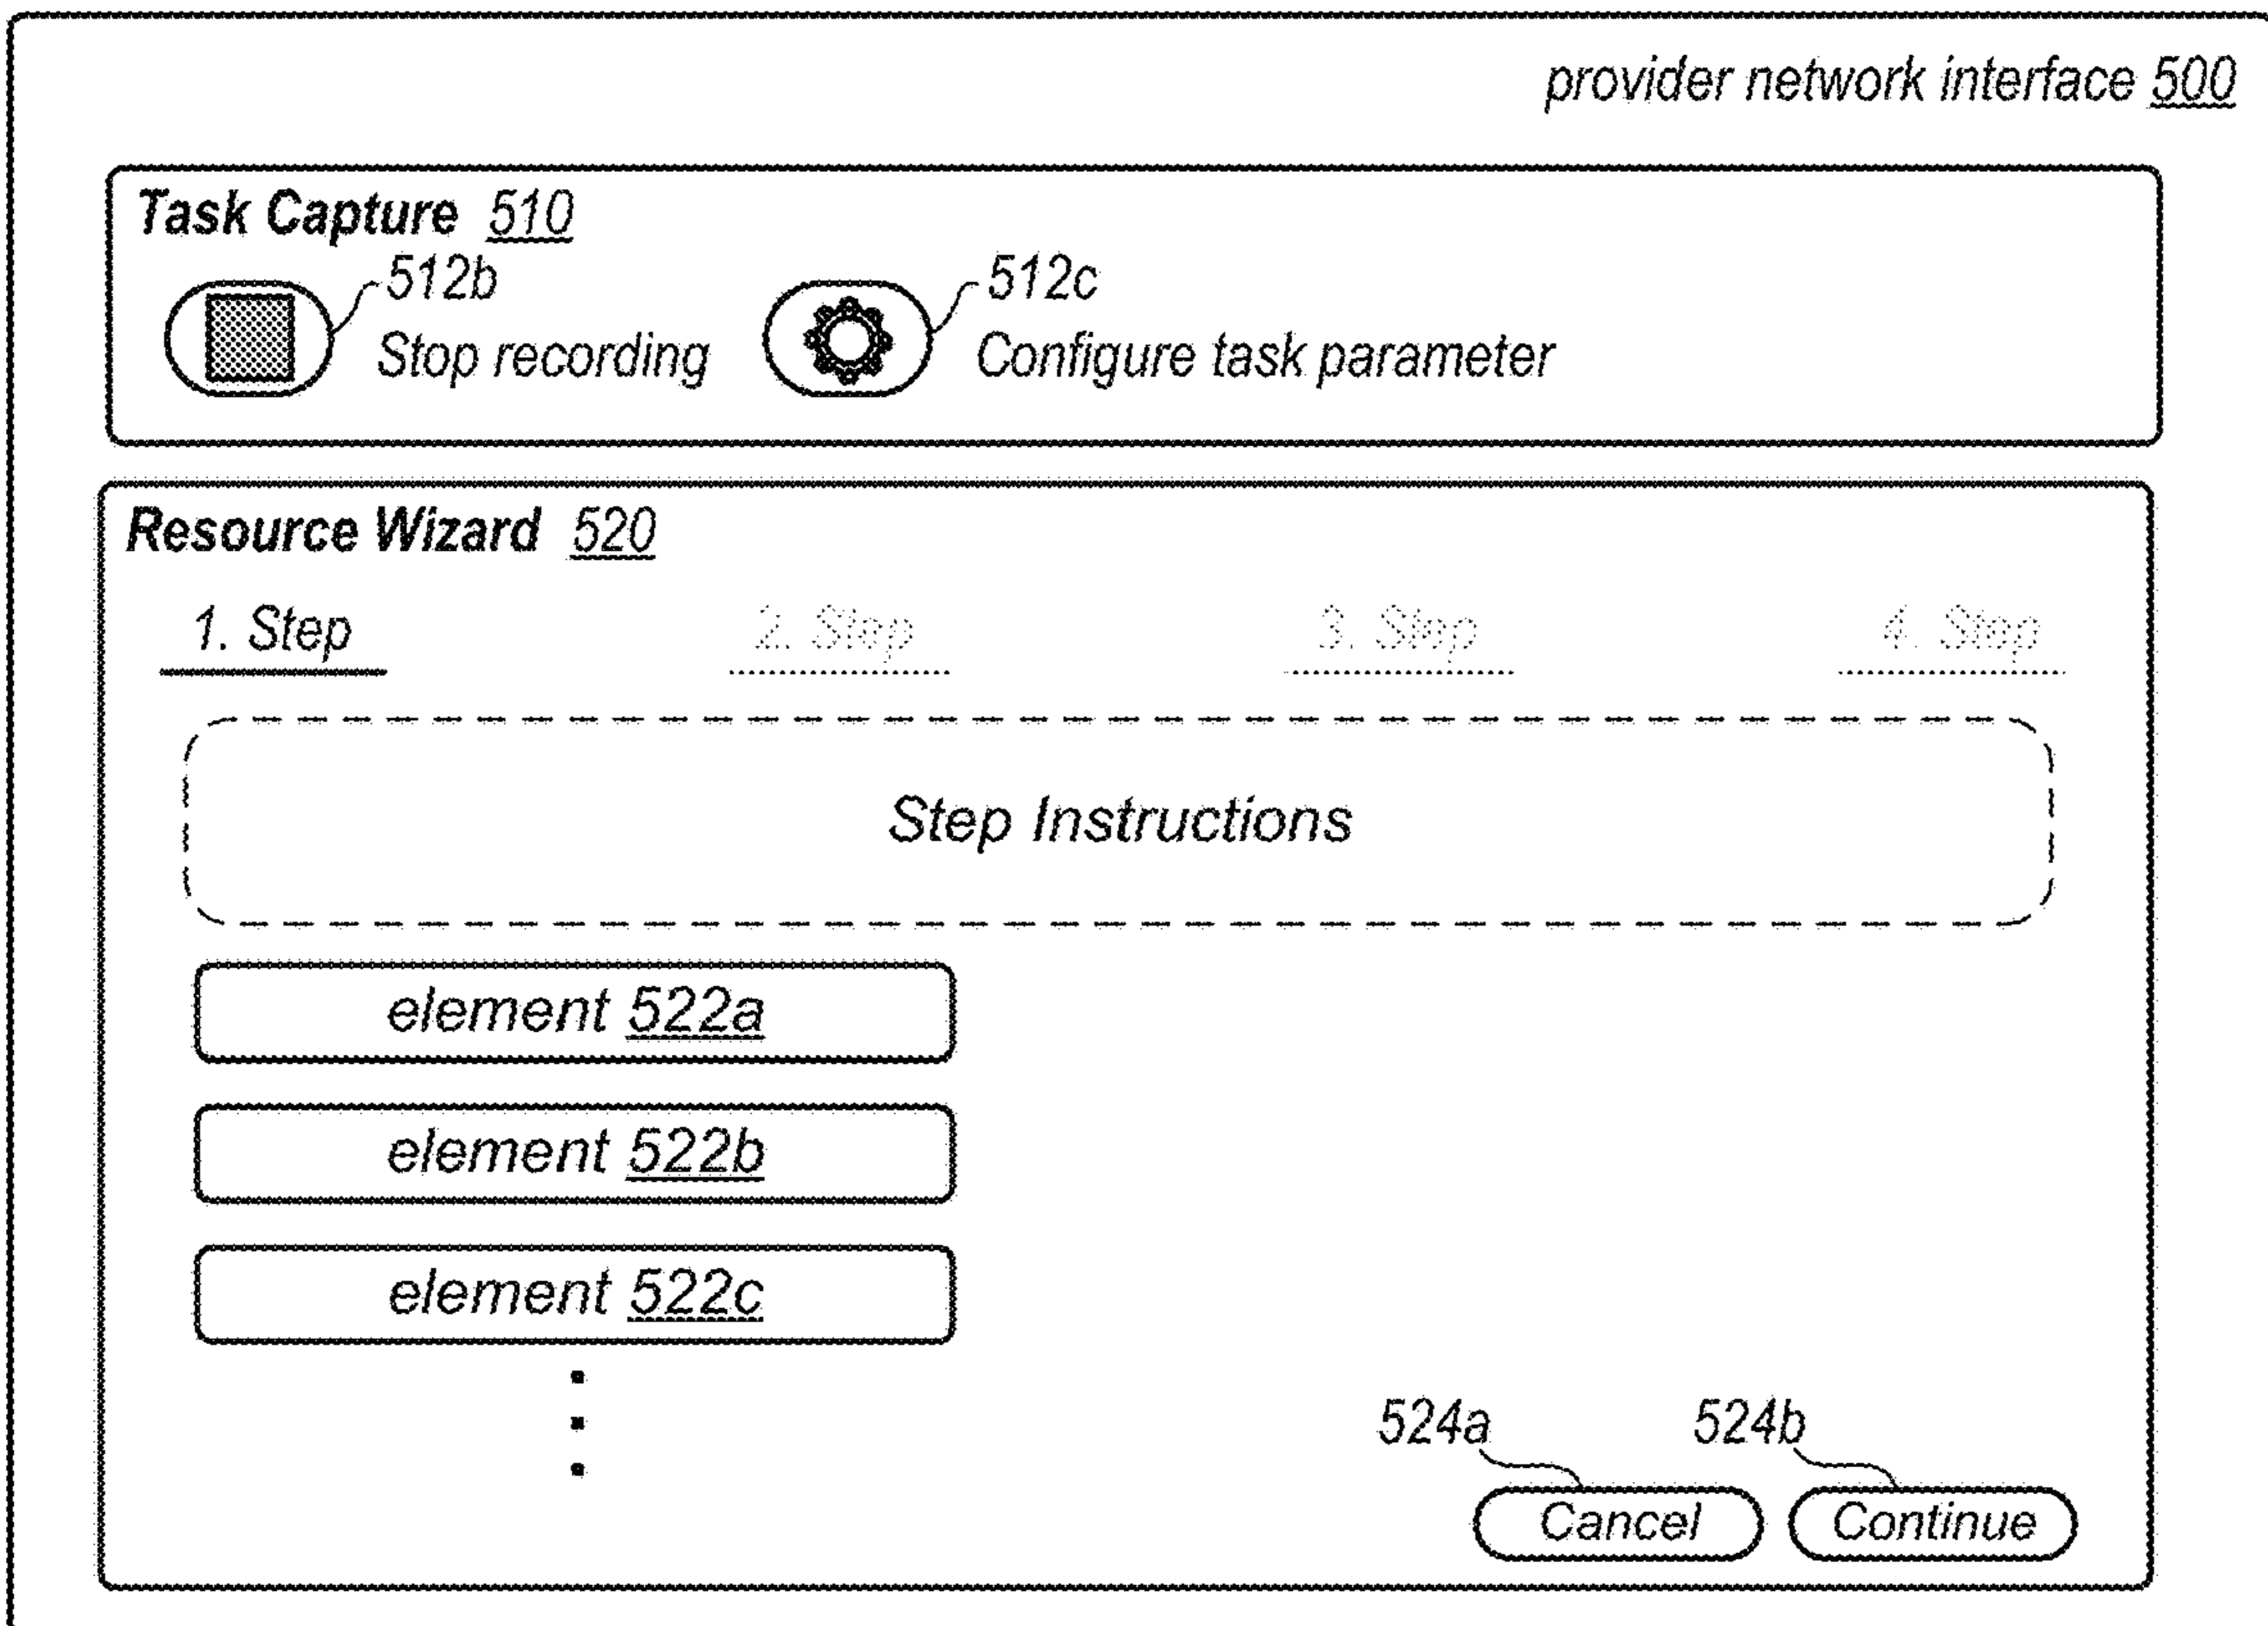 provider network interface 500
Task Capture 510
512b
Stop recording
512c
Configure task parameter
Resource Wizard 520
1. Step
2. Step
3. Step
4. Step
Step Instructions
element 522a
element 522b
element 522c
524a
524b
Cancel
Continue